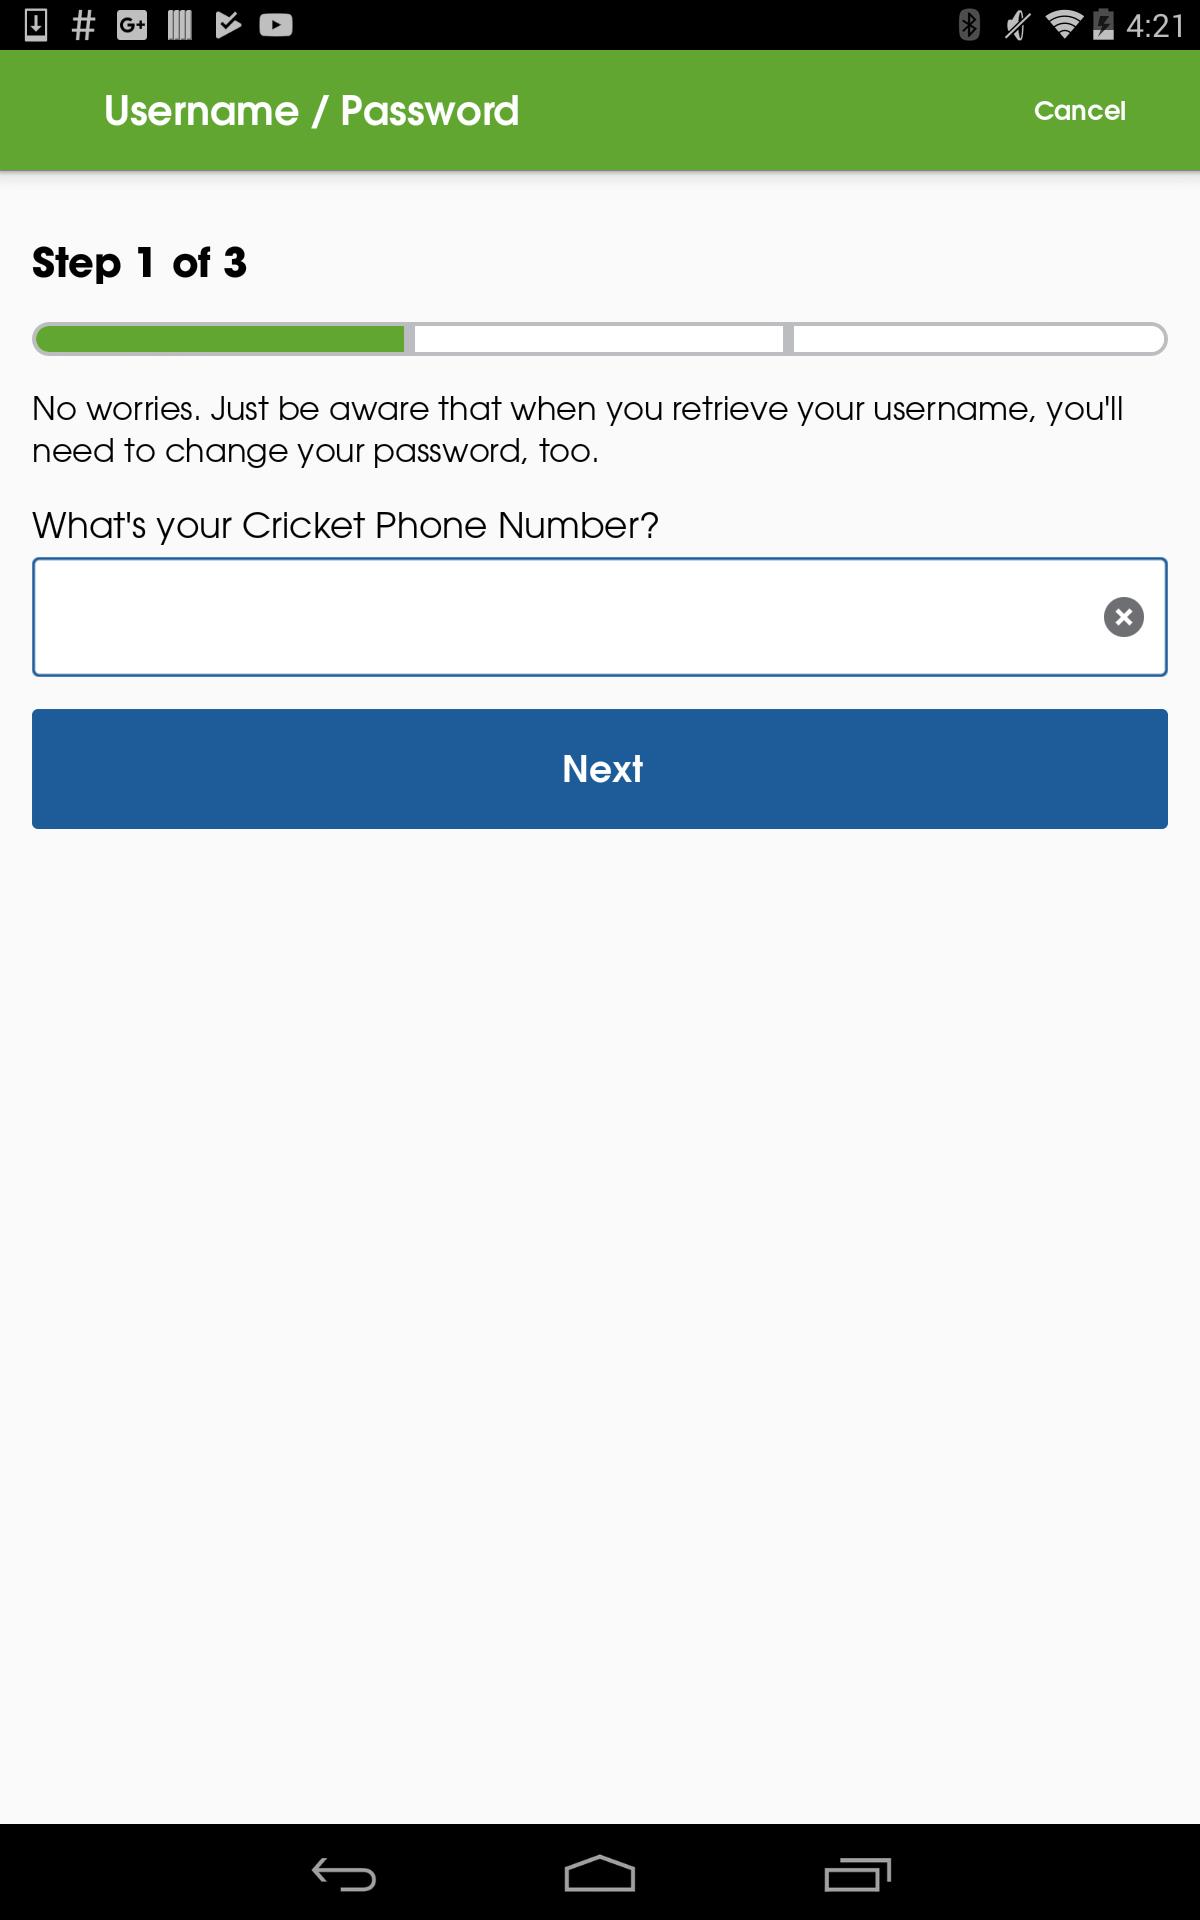 4:21
Username / Password
Cancel
Step 1 of 3
No worries. Just be aware that when you retrieve your username, you'll
need to change your password, too.
What's your Cricket Phone Number?
Next